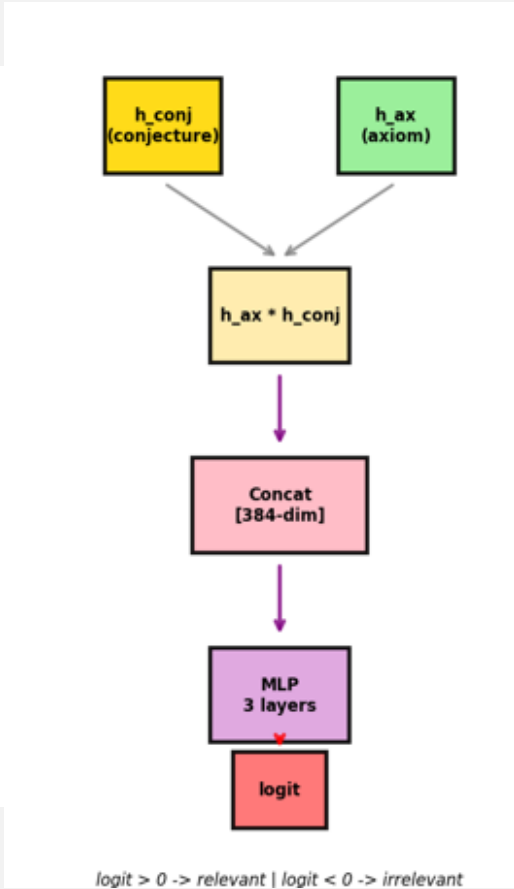 h_conj
(conjecture)
h_ax
(axiom)
h_ax * h_conj
Concat
[384-dim]
MLP
3 layers
logit
logit > 0 -> relevant | logit < 0 -> irrelevant